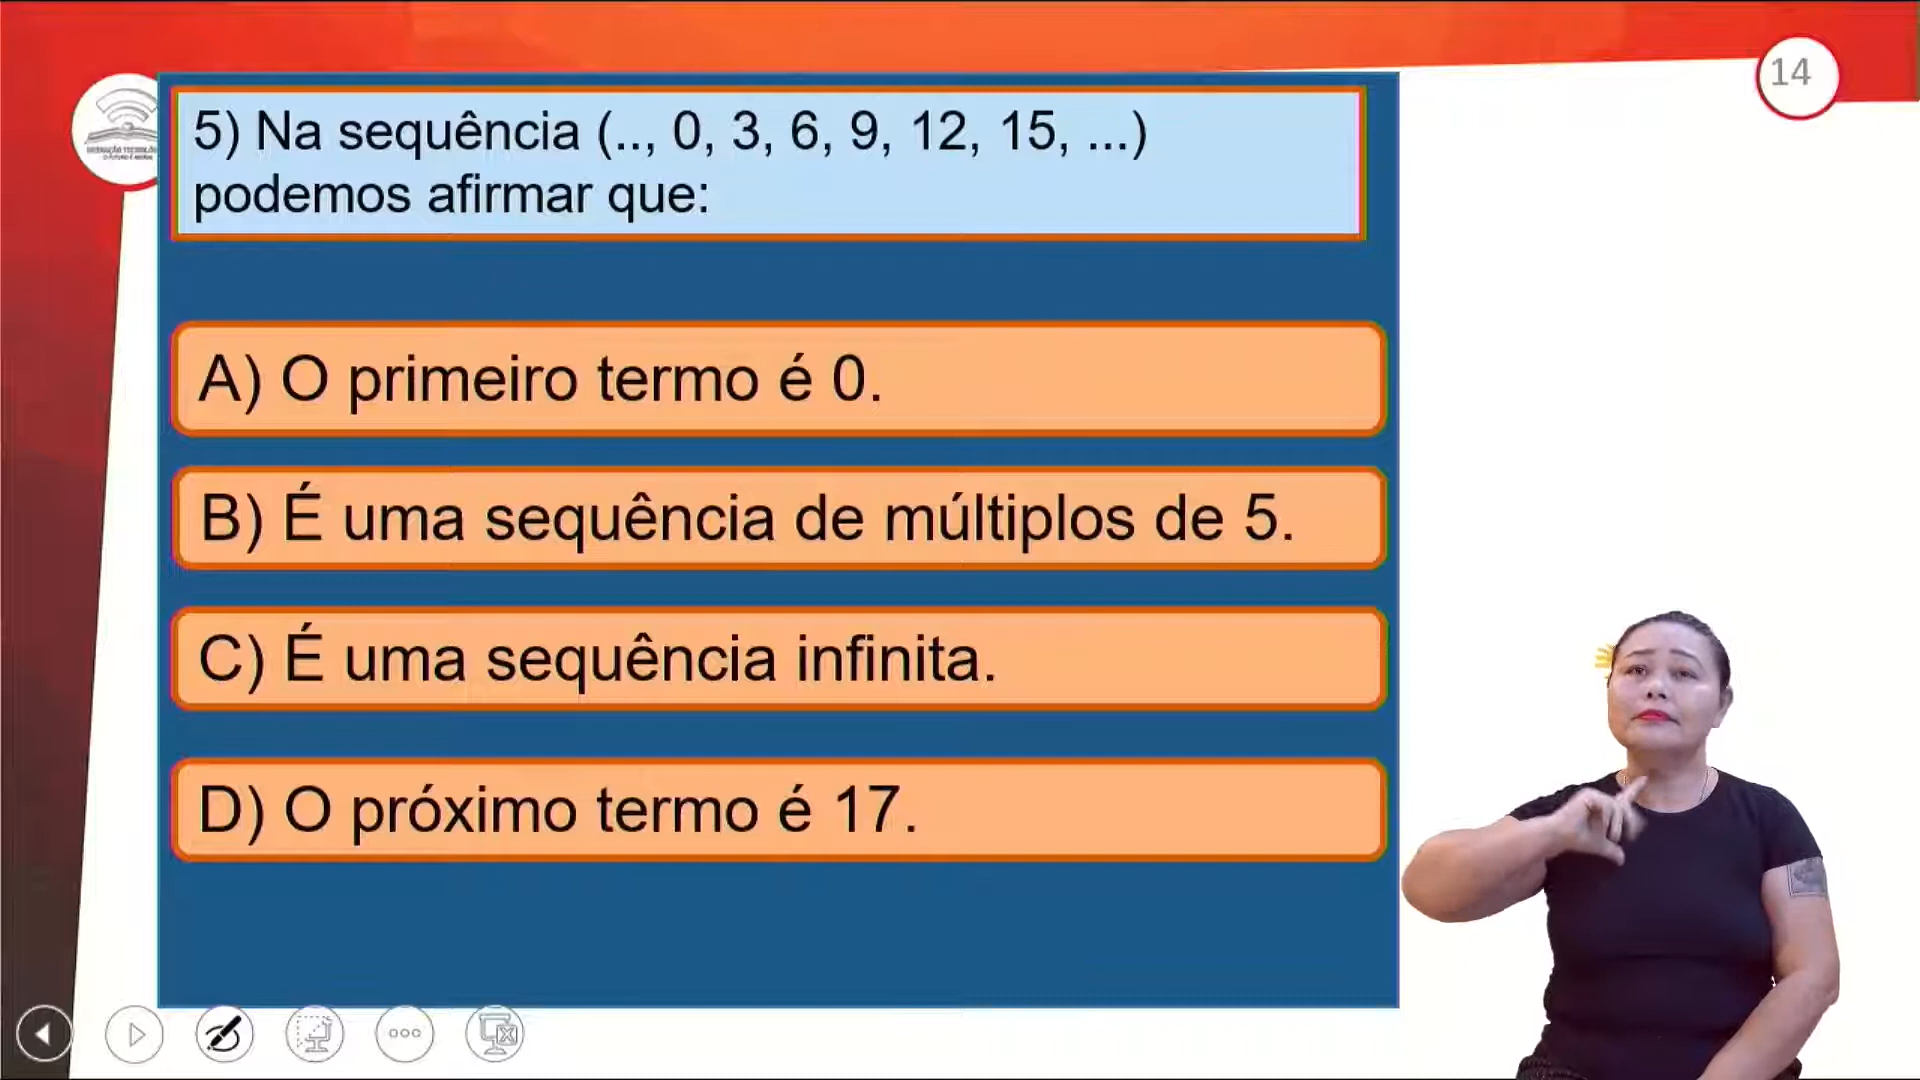 14
5) Na sequência (.., 0, 3, 6, 9, 12, 15, ...)
podemos afirmar que:
A) O primeiro termo é 0.
B) É uma sequência de múltiplos de 5.
C) É uma sequência infinita.
D) O próximo termo é 17.